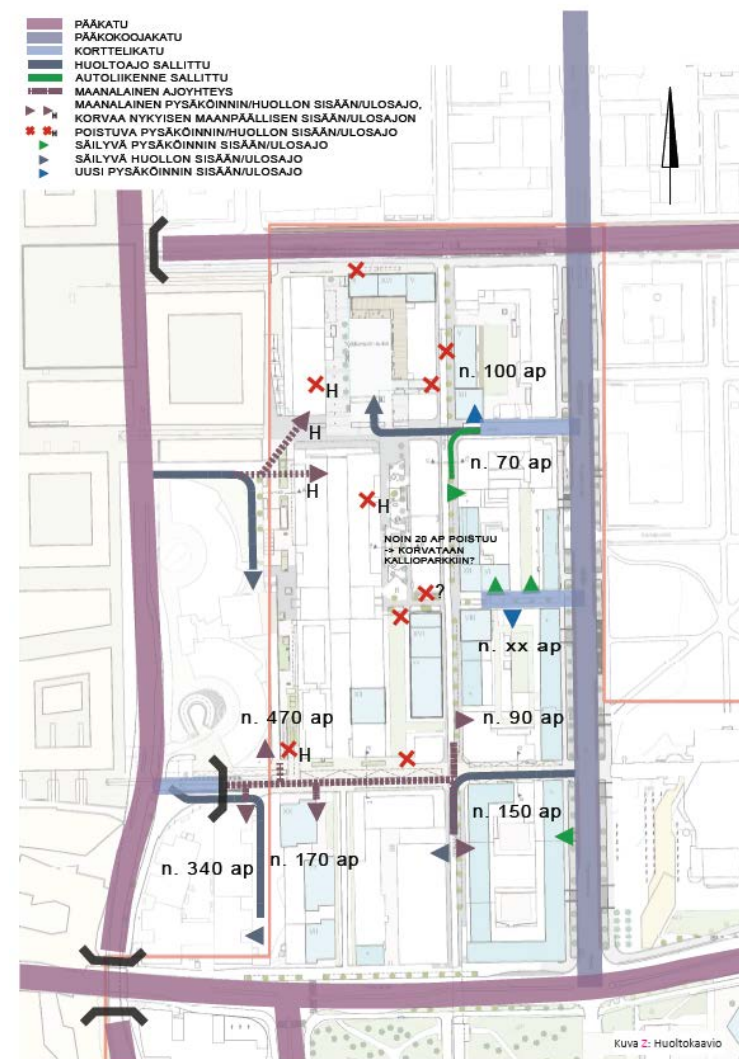 PÄÄKATU
PÄÄKOKOOJAKATU
KORTTELIKATU
HUOLTOAJO SALLITTU
AUTOLIIKENNE SALLITTU
MAANALAINEN AJOYHTEYS
MAANALAINEN PYSÄKÖINNIN/HUOLLON SISÄÄN/ULOSAJO,
H KORVAA NYKYISEN MAANPÄÄLLISEN SISÄÄN/ULOSAJON
H POISTUVA PYSÄKÖINNIN/HUOLLON SISÄÄN/ULOSAJO
SÄILYVÄ PYSÄKÖINNIN SISÄÄN/ULOSAJO
SÄILYVÄ HUOLLON SISÄÄN/ULOSAJO
UUSI PYSÄKÖINNIN SISÄÄN/ULOSAJO
n. 100 ap
H
H
n. 70 ap
H
H
NOIN 20 AP POISTUU
-> KORVATAAN
KALLIOPARKKIIN?
?
n. xx ap
n. 470 ap
n. 90 ap
H
n. 150 ap
n. 340 ap
n. 170 ap
Kuva 2: Huoltokaavio